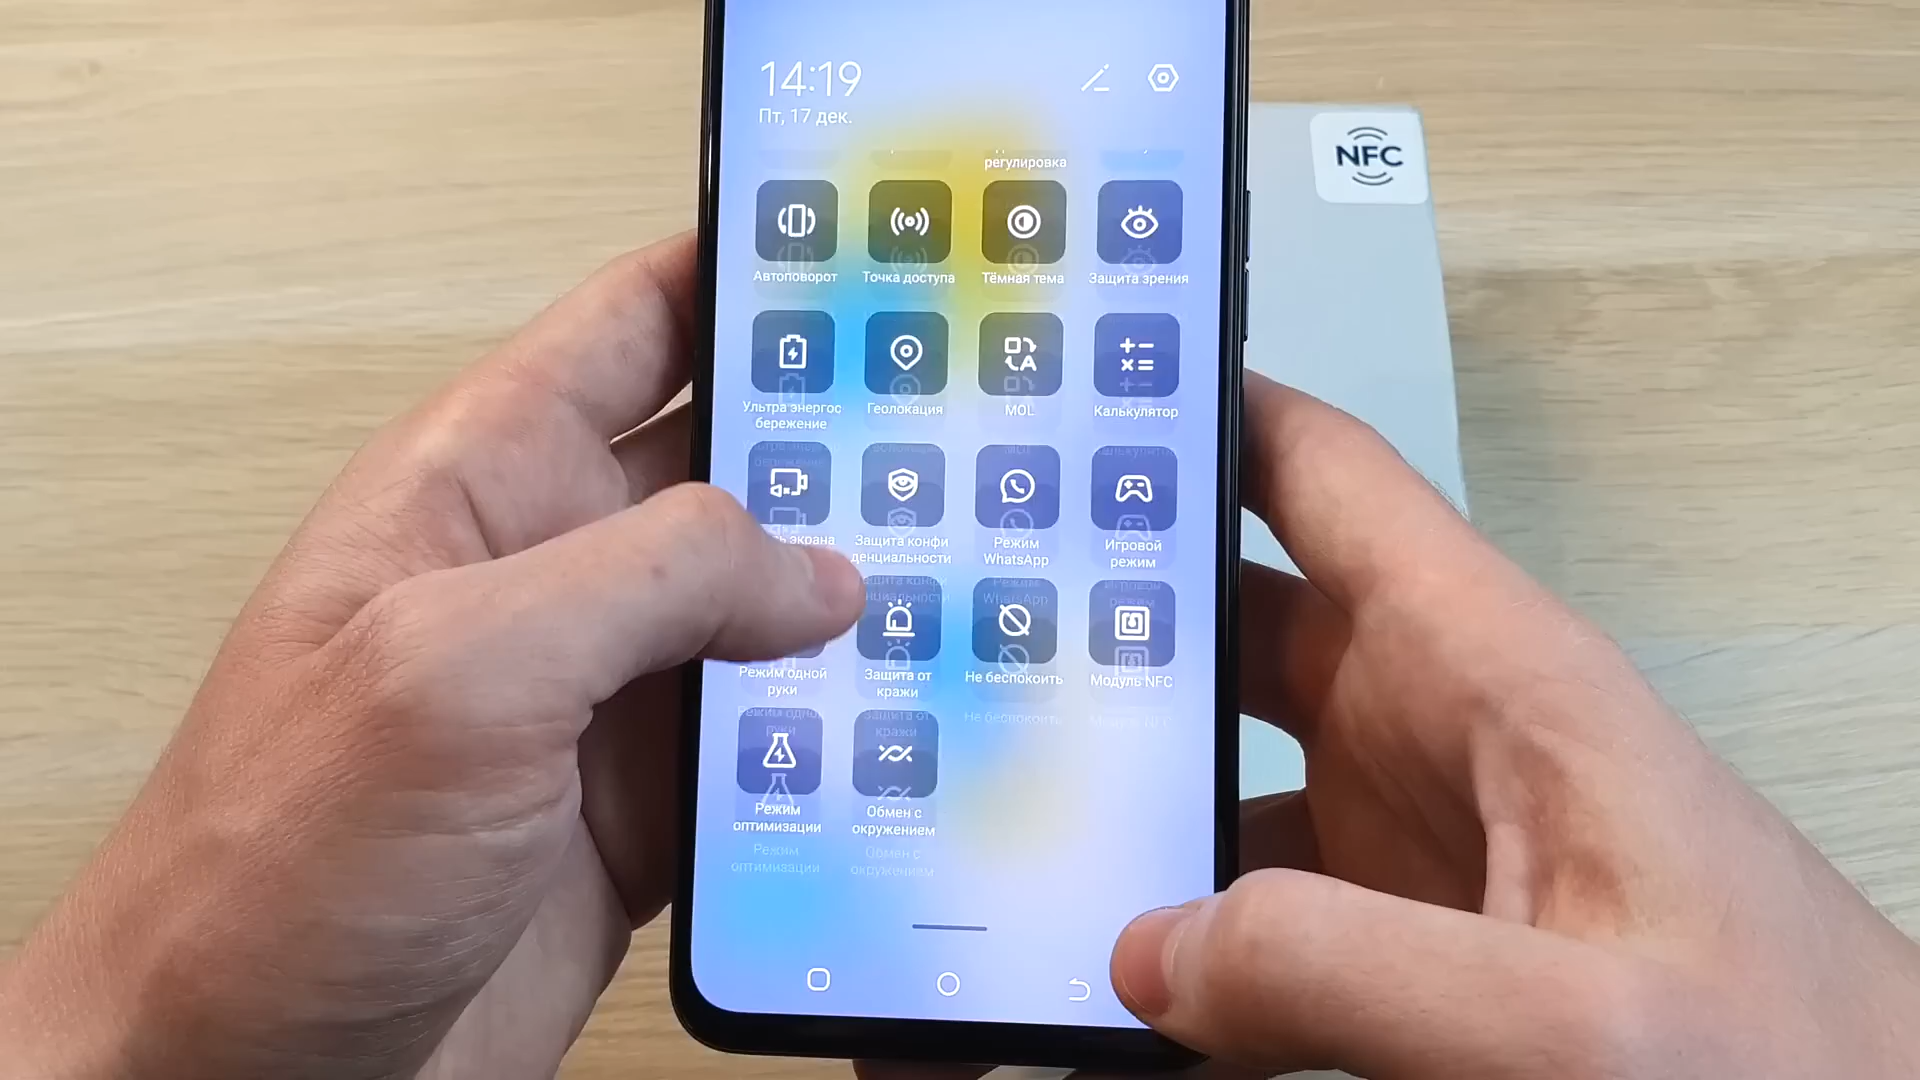 14:19
Пт, 17 дек.
NFC
регулировка
Автоповорот
Точка доступа
Тёмная тема
Защита зрения
Ультра энергос
бережение
Геолокация
MOL
Калькулятор
экрана
Защита конфи
денциальности
Режим
WhatsApp
Игровой
режим
Режим одной
руки
Защита от
кражи
Не беспокоить
Модуль NFC
Режим
оптимизации
Обмен с
окружением